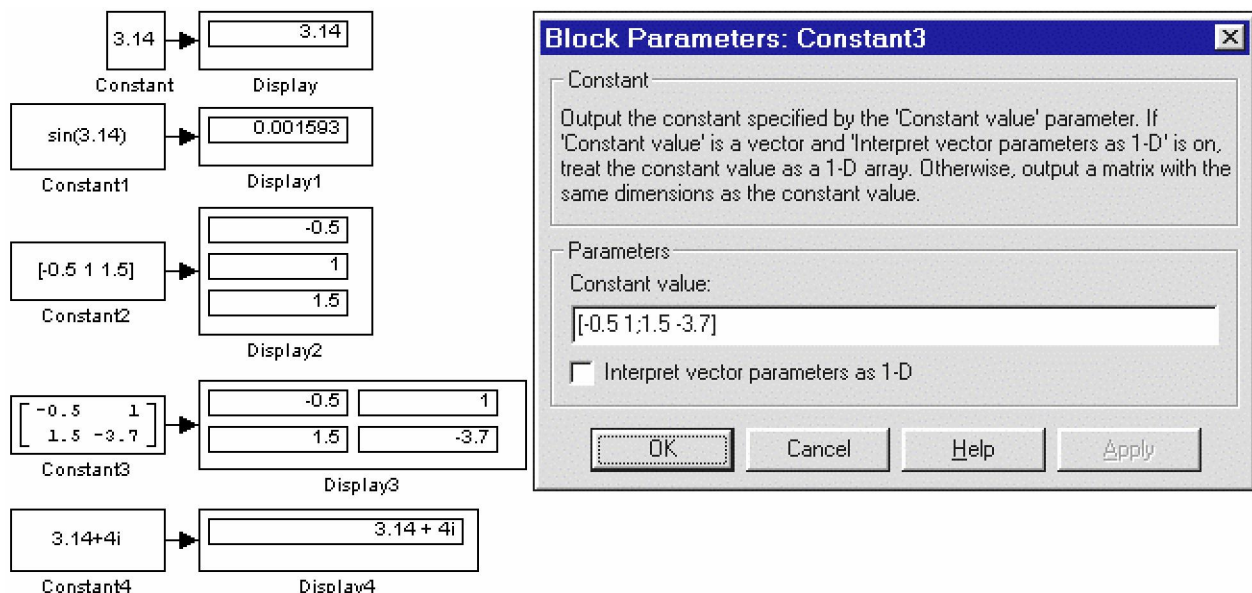 3.14
3.14
Constant
Display
sin(3.14)
0.001593
Constant1
Display1
[-0.5 1 1.5]
-0.5
1
1.5
Constant2
Display2
-0.5 1
1.5 -3.7
-0.5
1
1.5
-3.7
Constant3
Display3
3.14+4i
3.14 + 4i
Constant4
Display4
Block Parameters: Constant3
Constant
Output the constant specified by the 'Constant value' parameter. If
'Constant value' is a vector and 'Interpret vector parameters as 1-D' is on,
treat the constant value as a 1-D array. Otherwise, output a matrix with the
same dimensions as the constant value.
Parameters
Constant value:
[-0.5 1;1.5 -3.7]
Interpret vector parameters as 1-D
OK
Cancel
Help
Apply